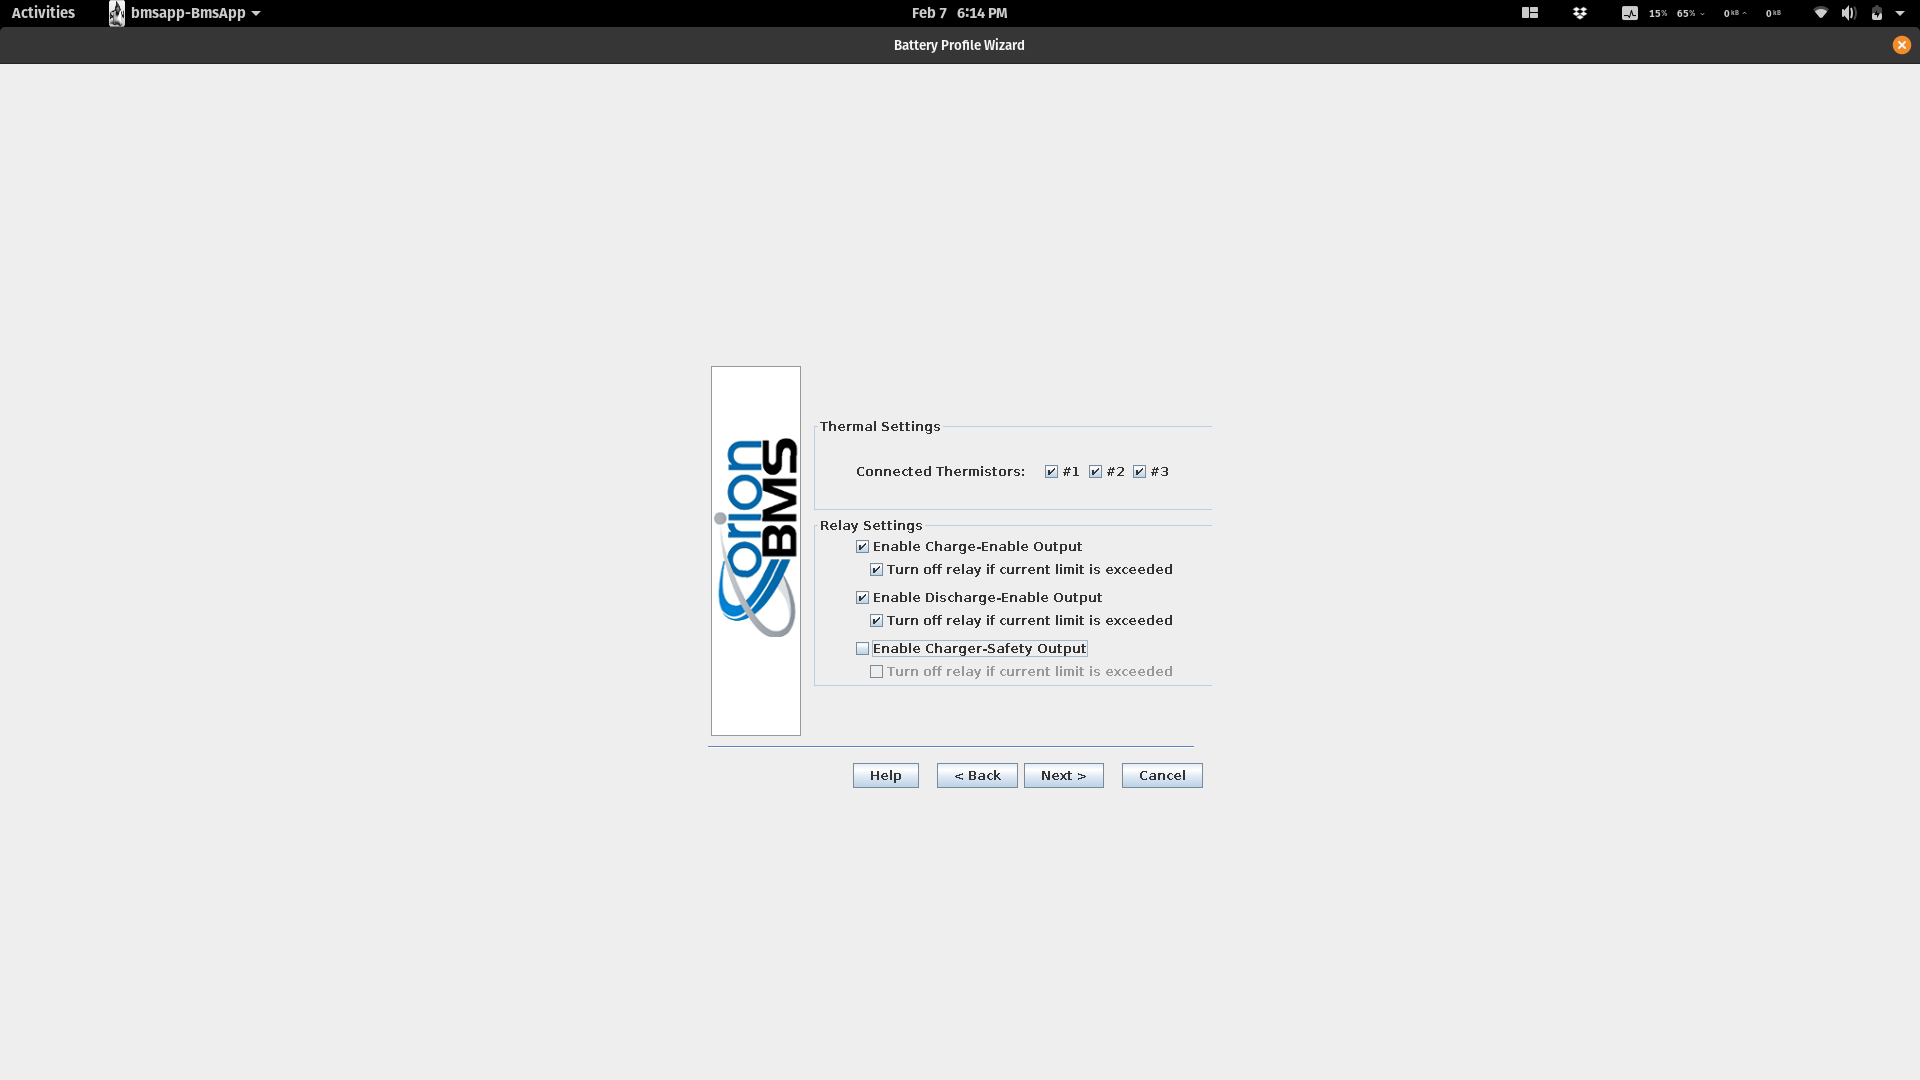 Activities bmsapp-BmsApp Feb 7 6:14 PM 15% 65% 0 kB 0 kB
Battery Profile Wizard
orion
BMS
Thermal Settings
Connected Thermistors: #1 #2 #3
Relay Settings
Enable Charge-Enable Output
Turn off relay if current limit is exceeded
Enable Discharge-Enable Output
Turn off relay if current limit is exceeded
Enable Charger-Safety Output
Turn off relay if current limit is exceeded
Help < Back Next > Cancel